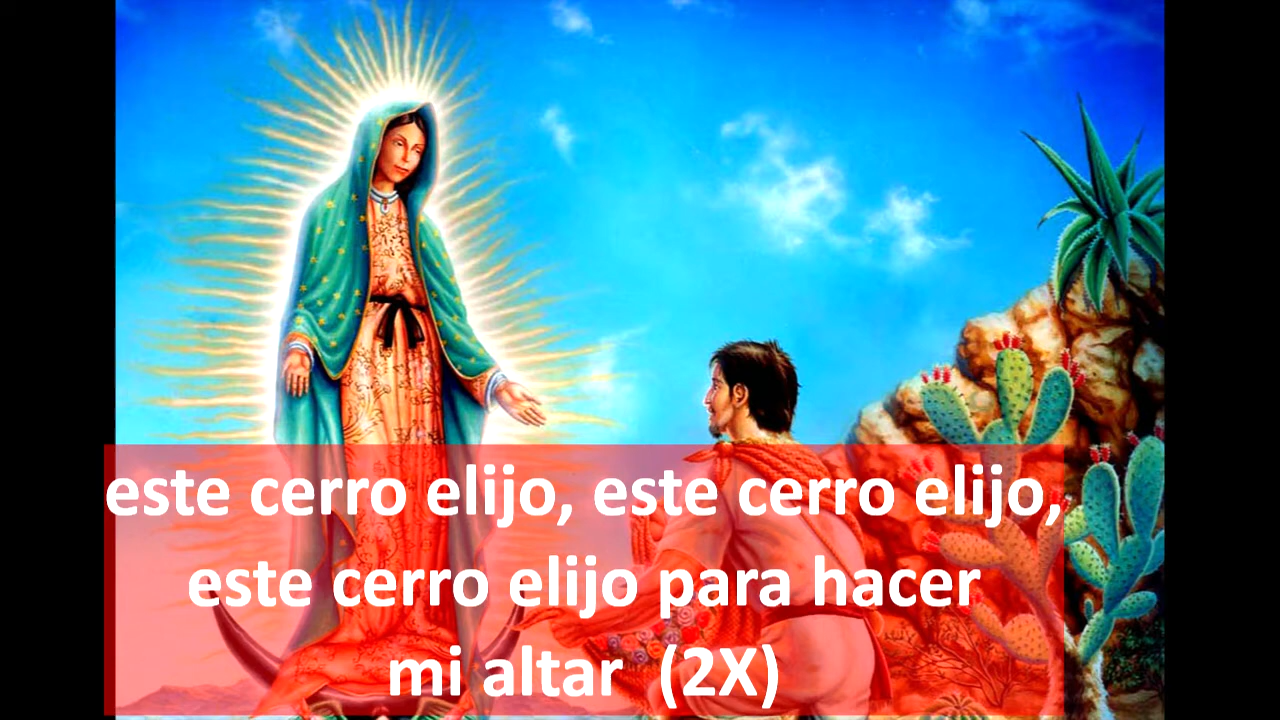 este cerro elijo, este cerro elijo,
este cerro elijo para hacer
mi altar (2X)